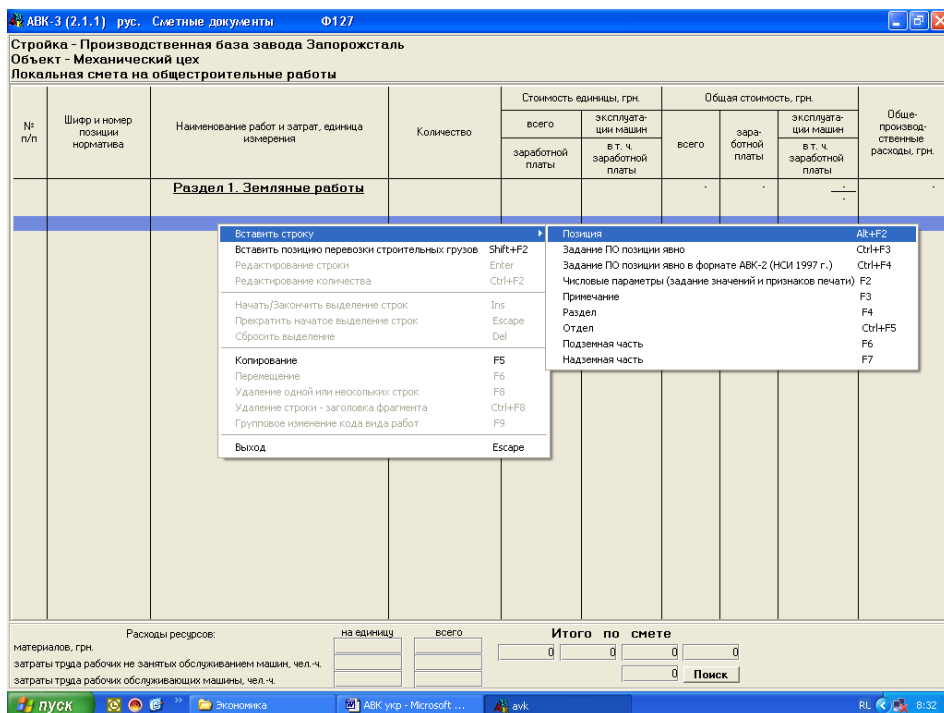 АВК-3 (2.1.1) рус. Сметные документы Ф127
Стройка - Производственная база завода Запорожсталь
Объект - Механический цех
Локальная смета на общестроительные работы
№ п/п
Шифр и номер позиции норматива
Наименование работ и затрат, единица измерения
Количество
Стоимость единицы, грн.
всего
заработной платы
эксплуата-
ции машин
в т. ч. заработной платы
Общая стоимость, грн.
всего
зара-
ботной
платы
эксплуата-
ции машин
в т. ч.
заработной
платы
Обще-
производ-
ственные
расходы, грн.
Раздел 1. Земляные работы
Вставить строку
Вставить позицию перевозки строительных грузов Shift+F2
Редактирование строки Enter
Редактирование количества Ctrl+F2
Начать/Закончить выделение строк Ins
Прекратить начатое выделение строк Escape
Сбросить выделение Del
Копирование F5
Перемещение F6
Удаление одной или нескольких строк F8
Удаление строки - заголовка фрагмента Ctrl+F8
Групповое изменение кода вида работ F9
Выход Escape
Позиция Alt+F2
Задание ПО позиции явно Ctrl+F3
Задание ПО позиции явно в формате АВК-2 (НСИ 1997 г.) Ctrl+F4
Числовые параметры (задание значений и признаков печати) F2
Примечание F3
Раздел F4
Отдел Ctrl+F5
Подземная часть F6
Надземная часть F7
Расходы ресурсов: на единицу всего
материалов, грн.
затраты труда рабочих не занятых обслуживанием машин, чел.-ч.
затраты труда рабочих обслуживающих машины, чел.-ч.
Итого по смете
0 0 0 0
0 Поиск
пуск Экономика АВК укр - Microsoft ... avk RL 8:32